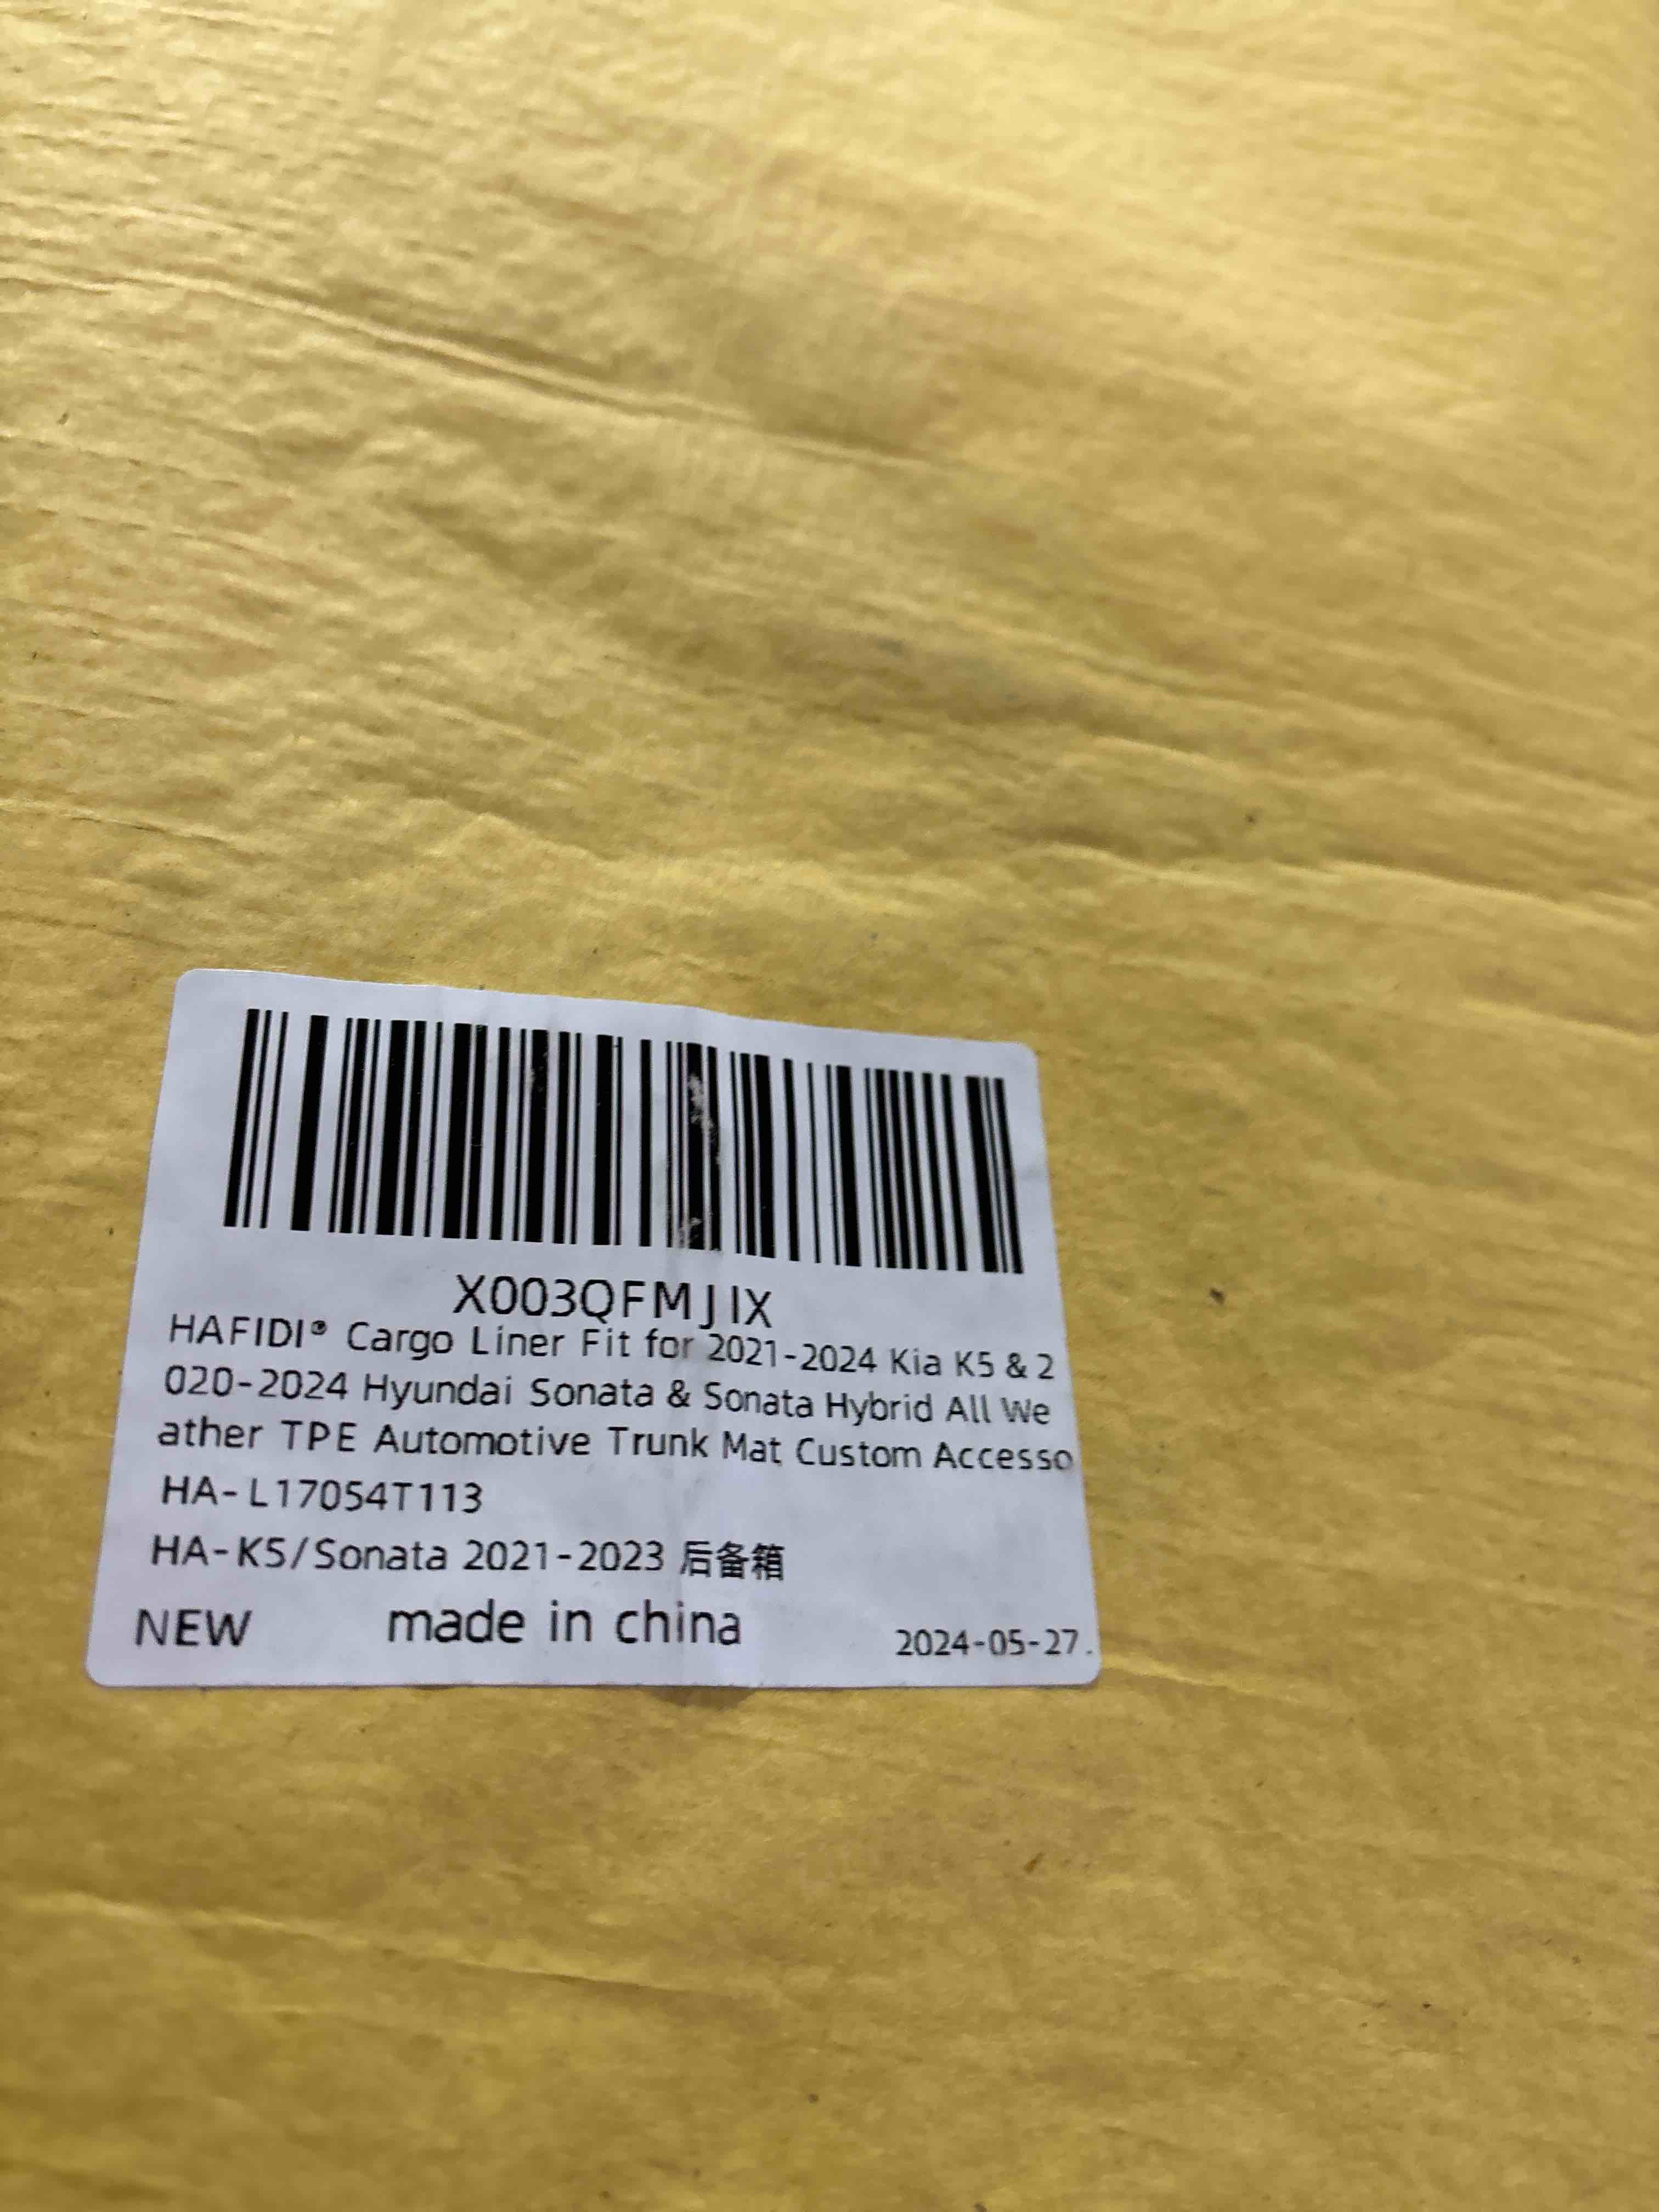 X003QFMJIX
HAFIDI® Cargo Liner Fit for 2021-2024 Kia K5 & 2
020-2024 Hyundai Sonata & Sonata Hybrid All We
ather TPE Automotive Trunk Mat Custom Accesso
HA-L17054T113
HA-K5/Sonata 2021-2023 后备箱
NEW made in china 2024-05-27.